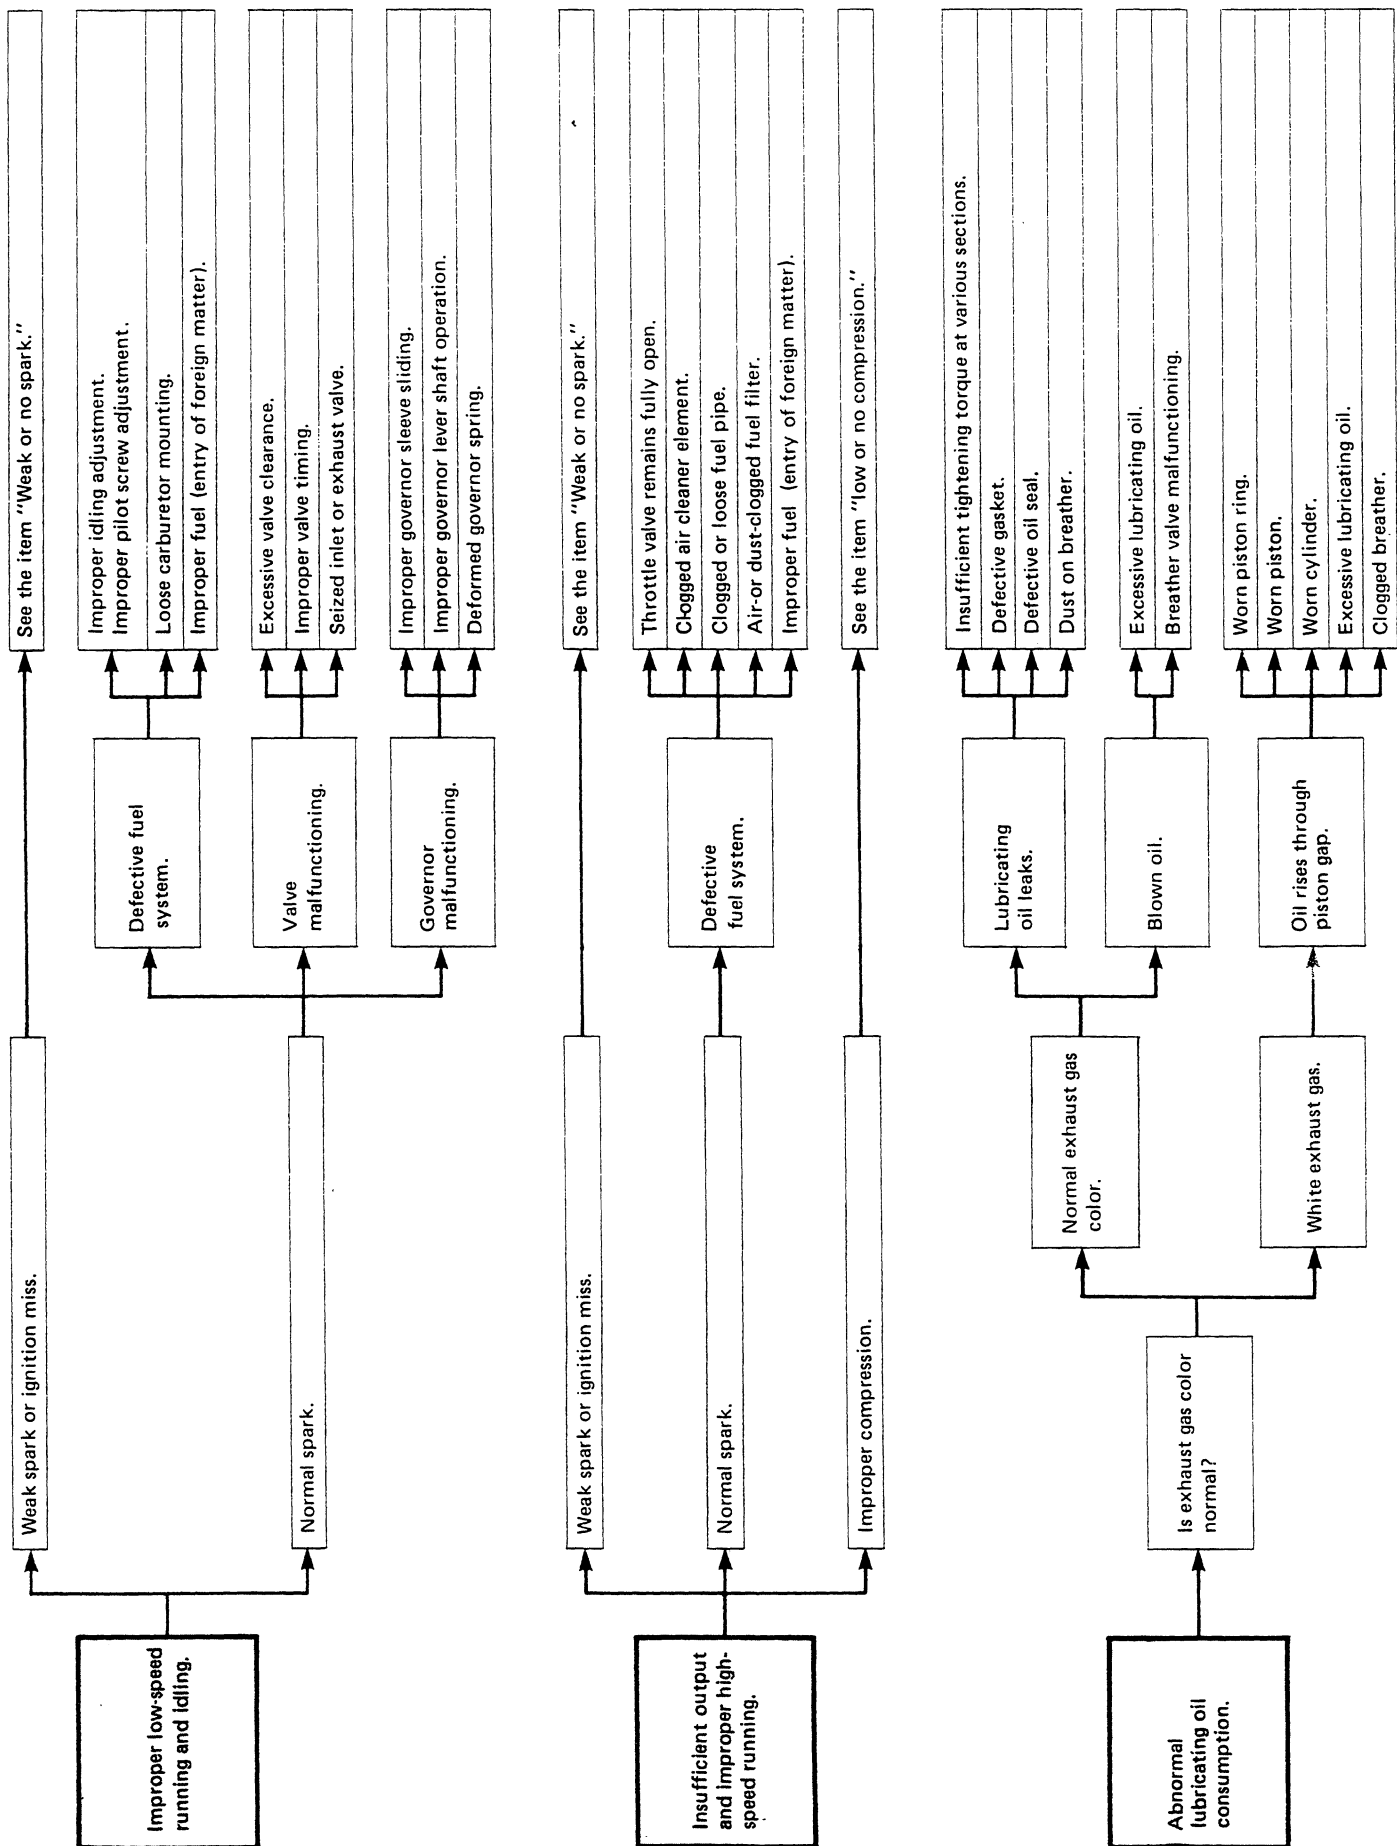 Improper low-speed
running and idling.
Weak spark or ignition miss.
See the item "Weak or no spark."
Normal spark.
Defective fuel
system.
Improper idling adjustment.
Improper pilot screw adjustment.
Loose carburetor mounting.
Improper fuel (entry of foreign matter).
Valve
malfunctioning.
Excessive valve clearance.
Improper valve timing.
Seized inlet or exhaust valve.
Governor
malfunctioning.
Improper governor sleeve sliding.
Improper governor lever shaft operation.
Deformed governor spring.
Insufficient output
and improper high-
speed running.
Weak spark or ignition miss.
See the item "Weak or no spark."
Normal spark.
Defective
fuel system.
Throttle valve remains fully open.
Clogged air cleaner element.
Clogged or loose fuel pipe.
Air-or dust-clogged fuel filter.
Improper fuel (entry of foreign matter).
Improper compression.
See the item "low or no compression."
Abnormal
lubricating oil
consumption.
Is exhaust gas color
normal?
Normal exhaust gas
color.
Lubricating
oil leaks.
Insufficient tightening torque at various sections.
Defective gasket.
Defective oil seal.
Dust on breather.
Blown oil.
Excessive lubricating oil.
Breather valve malfunctioning.
White exhaust gas.
Oil rises through
piston gap.
Worn piston ring.
Worn piston.
Worn cylinder.
Excessive lubricating oil.
Clogged breather.